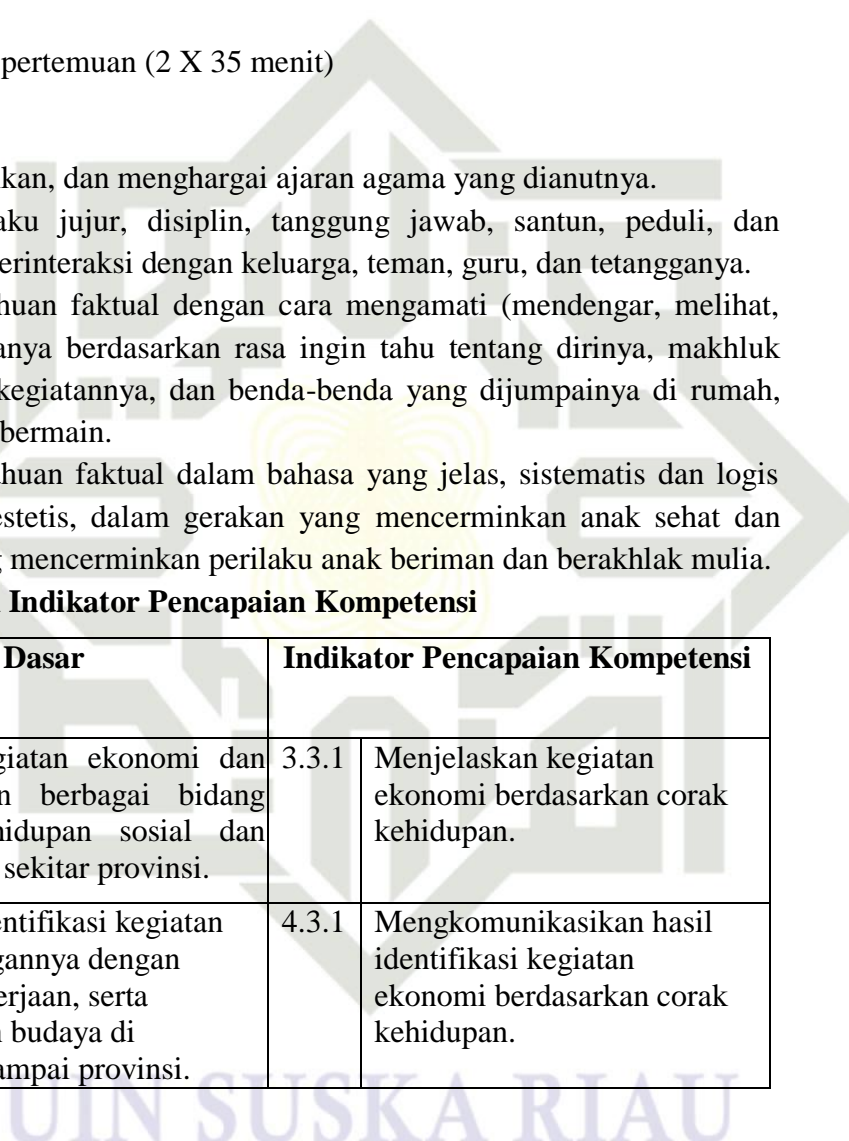 pertemuan (2 X 35 menit)
kan, dan menghargai ajaran agama yang dianutnya.
aku jujur, disiplin, tanggung jawab, santun, peduli, dan
erinteraksi dengan keluarga, teman, guru, dan tetangganya.
huan faktual dengan cara mengamati (mendengar, melihat,
anya berdasarkan rasa ingin tahu tentang dirinya, makhluk
kegiatannya, dan benda-benda yang dijumpainya di rumah,
bermain.
huan faktual dalam bahasa yang jelas, sistematis dan logis
estetis, dalam gerakan yang mencerminkan anak sehat dan
g mencerminkan perilaku anak beriman dan berakhlak mulia.
Indikator Pencapaian Kompetensi
Dasar
Indikator Pencapaian Kompetensi
giatan ekonomi dan
n berbagai bidang
hidupan sosial dan
sekitar provinsi.
3.3.1 Menjelaskan kegiatan
ekonomi berdasarkan corak
kehidupan.
entifikasi kegiatan
gannya dengan
erjaan, serta
n budaya di
ampai provinsi.
4.3.1 Mengkomunikasikan hasil
identifikasi kegiatan
ekonomi berdasarkan corak
kehidupan.
UIN SUSKA RIAU